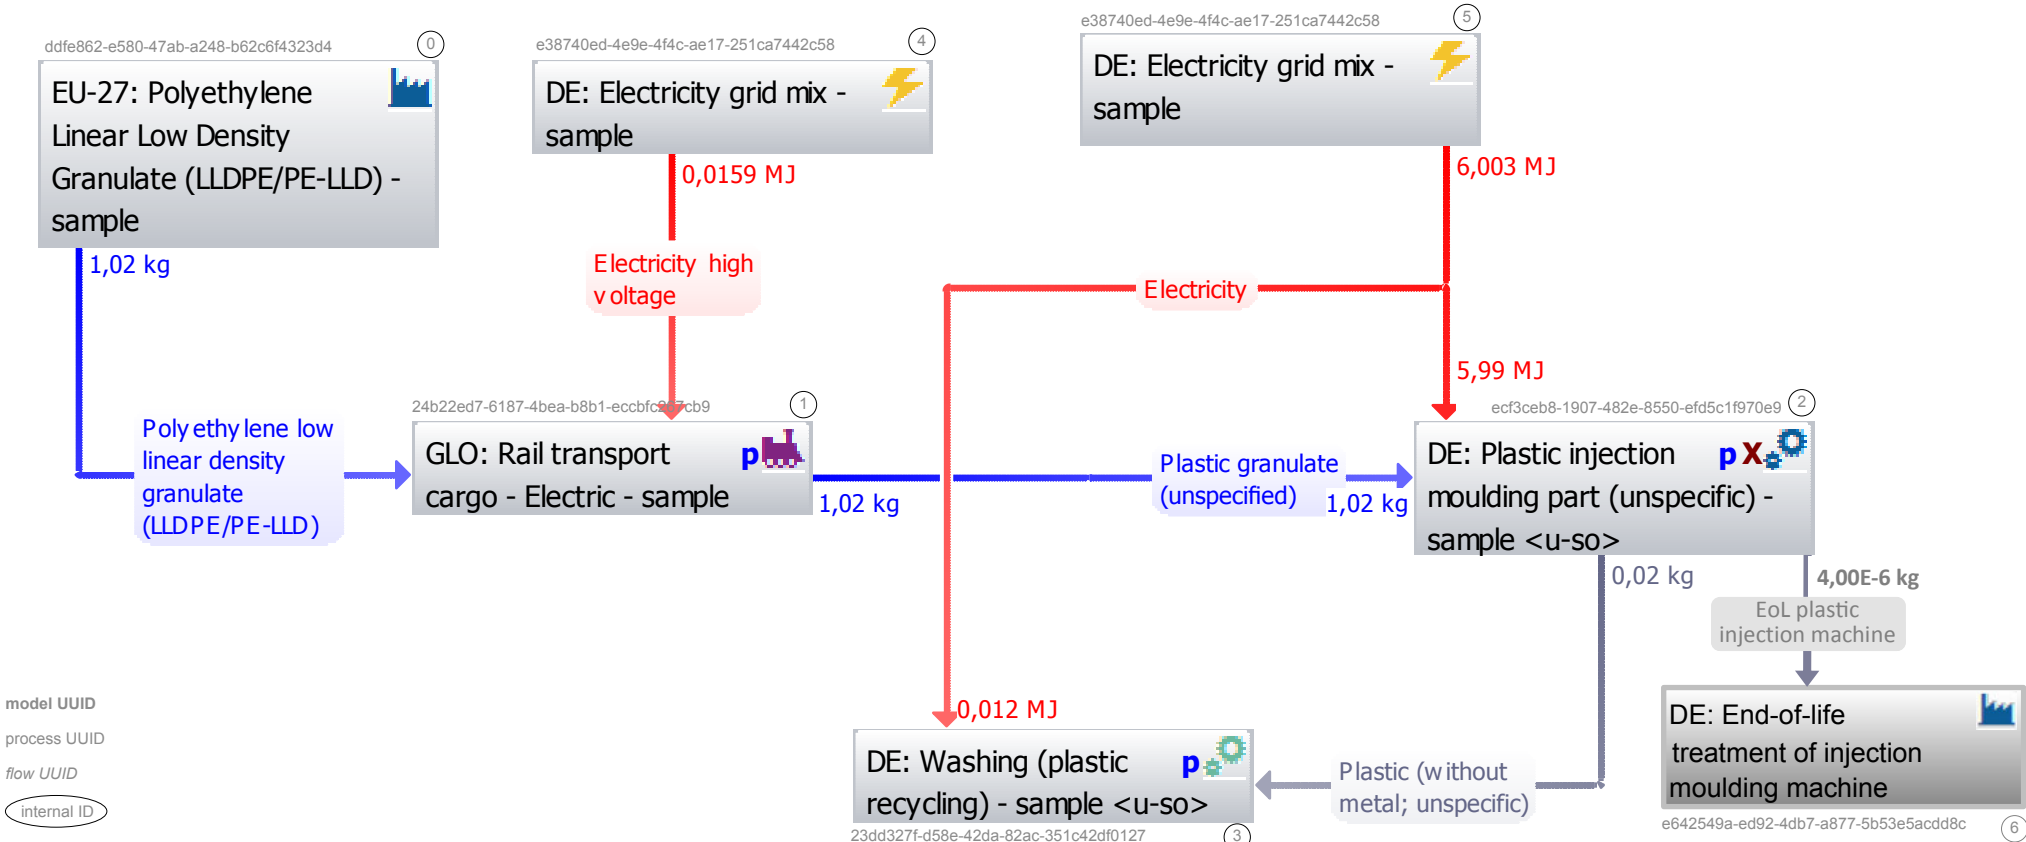 ddfe862-e580-47ab-a248-b62c6f4323d4
0
EU-27: Polyethylene
Linear Low Density
Granulate (LLDPE/PE-LLD) -
sample
1,02 kg
e38740ed-4e9e-4f4c-ae17-251ca7442c58
4
DE: Electricity grid mix -
sample
0,0159 MJ
Electricity high
voltage
e38740ed-4e9e-4f4c-ae17-251ca7442c58
5
DE: Electricity grid mix -
sample
6,003 MJ
Electricity
5,99 MJ
Polyethylene low
linear density
granulate
(LLDPE/PE-LLD)
1
GLO: Rail transport
cargo - Electric - sample
p
1,02 kg
Plastic granulate
(unspecified)
1,02 kg
ecf3ceb8-1907-482e-8550-efd5c1f970e9
2
DE: Plastic injection
moulding part (unspecific) -
sample <u-so>
p X
0,02 kg
4,00E-6 kg
EoL plastic
injection machine
0,012 MJ
DE: Washing (plastic
recycling) - sample <u-so>
p
23dd327f-d58e-42da-82ac-351c42df0127
3
Plastic (without
metal; unspecific)
DE: End-of-life
treatment of injection
moulding machine
e642549a-ed92-4db7-a877-5b53e5acdd8c
6
model UUID
process UUID
flow UUID
internal ID